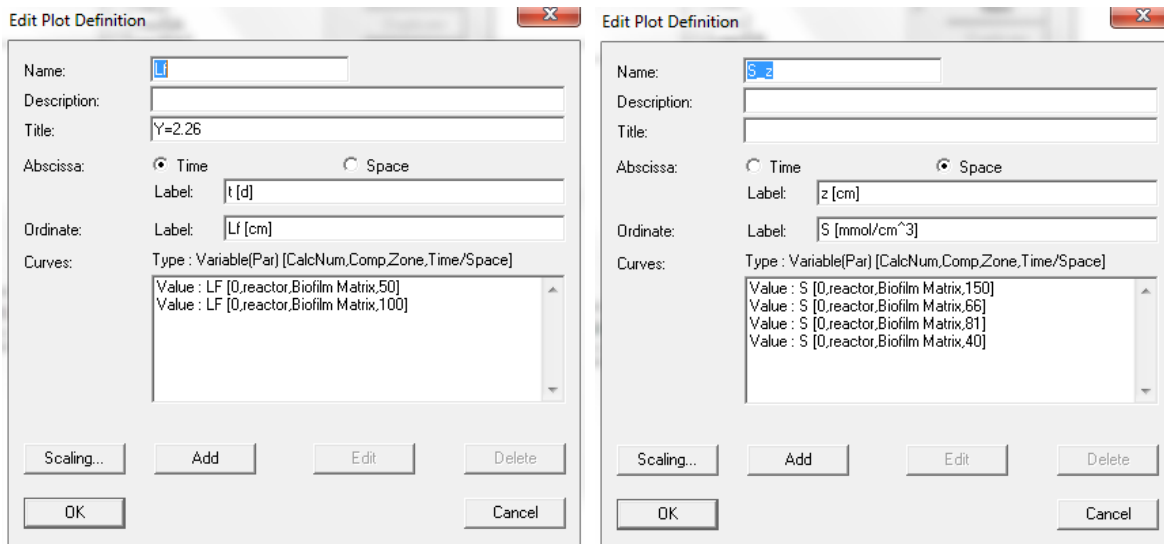 Edit Plot Definition
Name: Lf
Description:
Title: Y=2.26
Abscissa: Time Space
Label: t [d]
Ordinate: Label: Lf [cm]
Curves: Type : Variable(Par) [CalcNum,Comp,Zone,Time/Space]
Value : LF [0,reactor,Biofilm Matrix,50]
Value : LF [0,reactor,Biofilm Matrix,100]
Scaling... Add Edit Delete
OK Cancel
Edit Plot Definition
Name: S_z
Description:
Title:
Abscissa: Time Space
Label: z [cm]
Ordinate: Label: S [mmol/cm^3]
Curves: Type : Variable(Par) [CalcNum,Comp,Zone,Time/Space]
Value : S [0,reactor,Biofilm Matrix,150]
Value : S [0,reactor,Biofilm Matrix,66]
Value : S [0,reactor,Biofilm Matrix,81]
Value : S [0,reactor,Biofilm Matrix,40]
Scaling... Add Edit Delete
OK Cancel